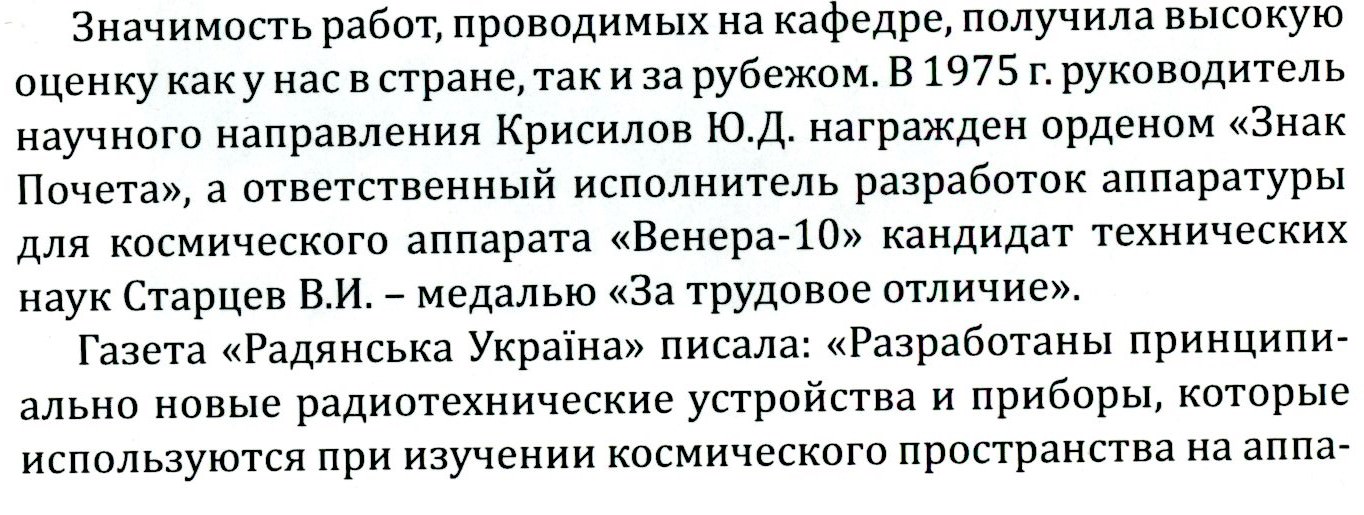 Значимость работ, проводимых на кафедре, получила высокую
оценку как у нас в стране, так и за рубежом. В 1975 г. руководитель
научного направления Крисилов Ю.Д. награжден орденом «Знак
Почета», а ответственный исполнитель разработок аппаратуры
для космического аппарата «Венера-10» кандидат технических
наук Старцев В.И. – медалью «За трудовое отличие».
Газета «Радянська Україна» писала: «Разработаны принципи-
ально новые радиотехнические устройства и приборы, которые
используются при изучении космического пространства на аппа-